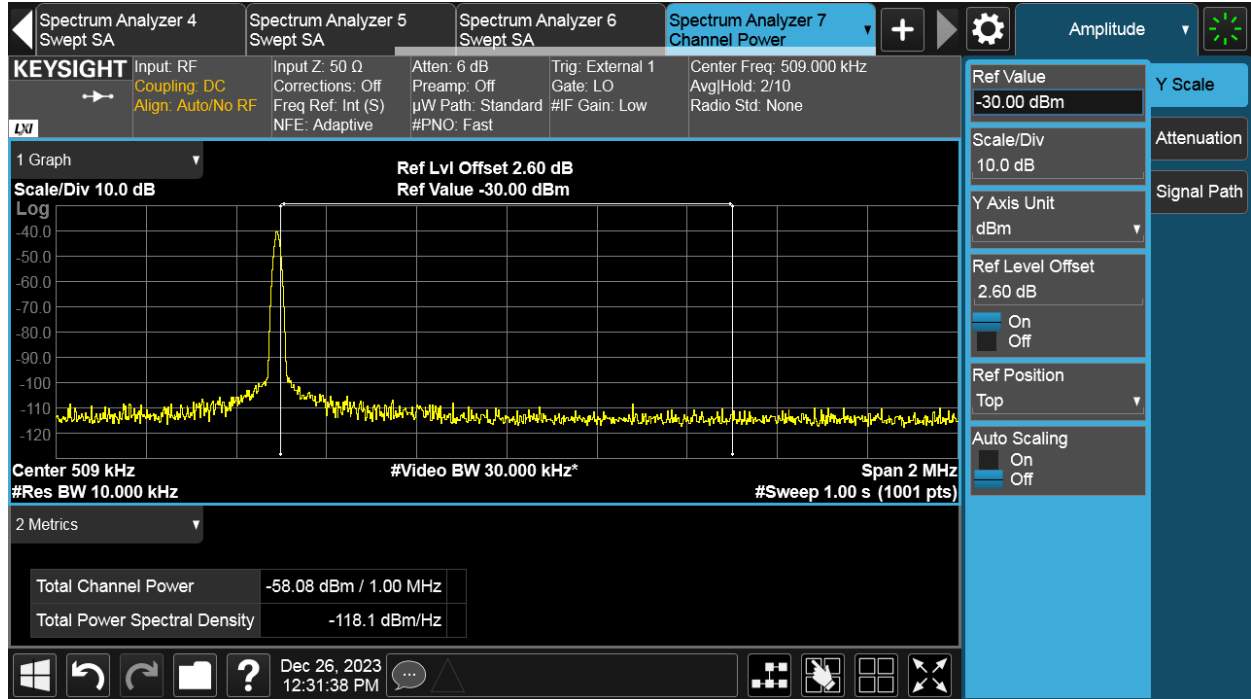 Spectrum Analyzer 4
Swept SA
Spectrum Analyzer 5
Swept SA
Spectrum Analyzer 6
Swept SA
Spectrum Analyzer 7
Channel Power
+
Amplitude
KEYSIGHT
LXI
Input: RF
Coupling: DC
Align: Auto/No RF
Input Z: 50 Ω
Corrections: Off
Freq Ref: Int (S)
NFE: Adaptive
Atten: 6 dB
Preamp: Off
µW Path: Standard
#PNO: Fast
Trig: External 1
Gate: LO
#IF Gain: Low
Center Freq: 509.000 kHz
Avg|Hold: 2/10
Radio Std: None
1 Graph
Scale/Div 10.0 dB
Ref Lvl Offset 2.60 dB
Ref Value -30.00 dBm
Log
-40.0
-50.0
-60.0
-70.0
-80.0
-90.0
-100
-110
-120
Center 509 kHz
#Res BW 10.000 kHz
#Video BW 30.000 kHz*
Span 2 MHz
#Sweep 1.00 s (1001 pts)
2 Metrics
Total Channel Power -58.08 dBm / 1.00 MHz
Total Power Spectral Density -118.1 dBm/Hz
?
Dec 26, 2023
12:31:38 PM
Ref Value
-30.00 dBm
Scale/Div
10.0 dB
Y Axis Unit
dBm
Ref Level Offset
2.60 dB
On
Off
Ref Position
Top
Auto Scaling
On
Off
Y Scale
Attenuation
Signal Path